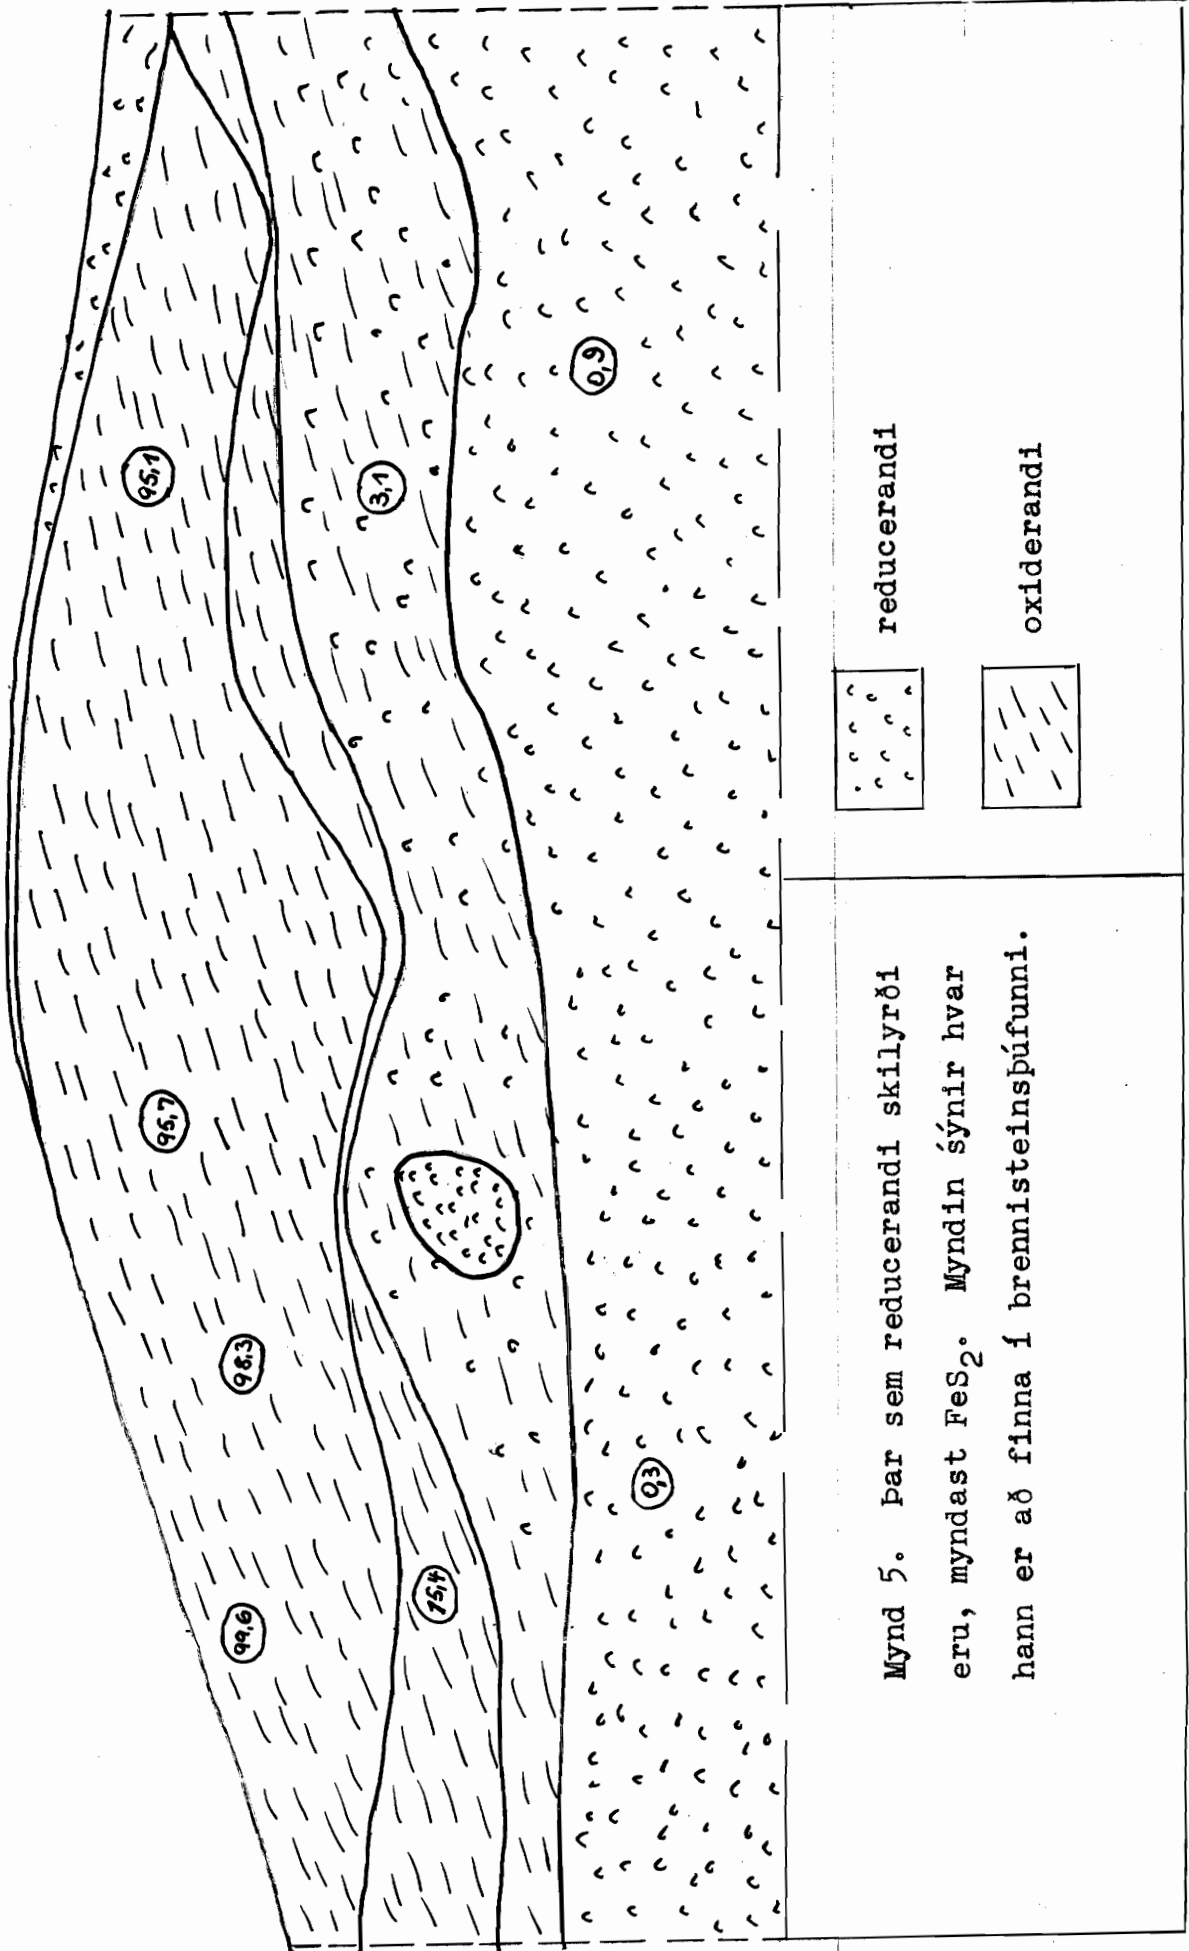 99,6
98,3
95,7
95,1
15,4
3,1
0,3
0,9
Mynd 5. Þar sem reducerandi skilyrði
eru, myndast FeS₂. Myndin sýnir hvar
hann er að finna í brennisteinsþúfunni.
reducerandi
oxiderandi